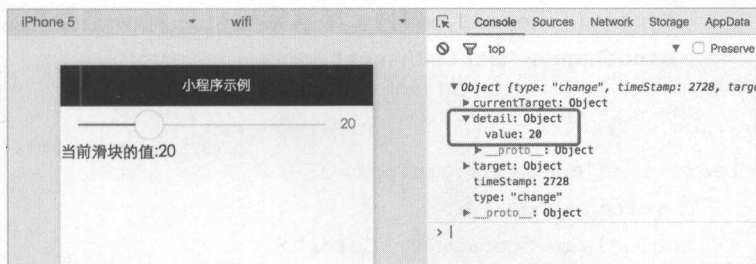 iPhone 5
wifi
Console Sources Network Storage AppData
top
Preserve
小程序示例
20
当前滑块的值:20
▼Object {type: "change", timeStamp: 2728, targ
▶currentTarget: Object
▼detail: Object
value: 20
▶__proto__: Object
▶target: Object
timeStamp: 2728
type: "change"
▶__proto__: Object
>